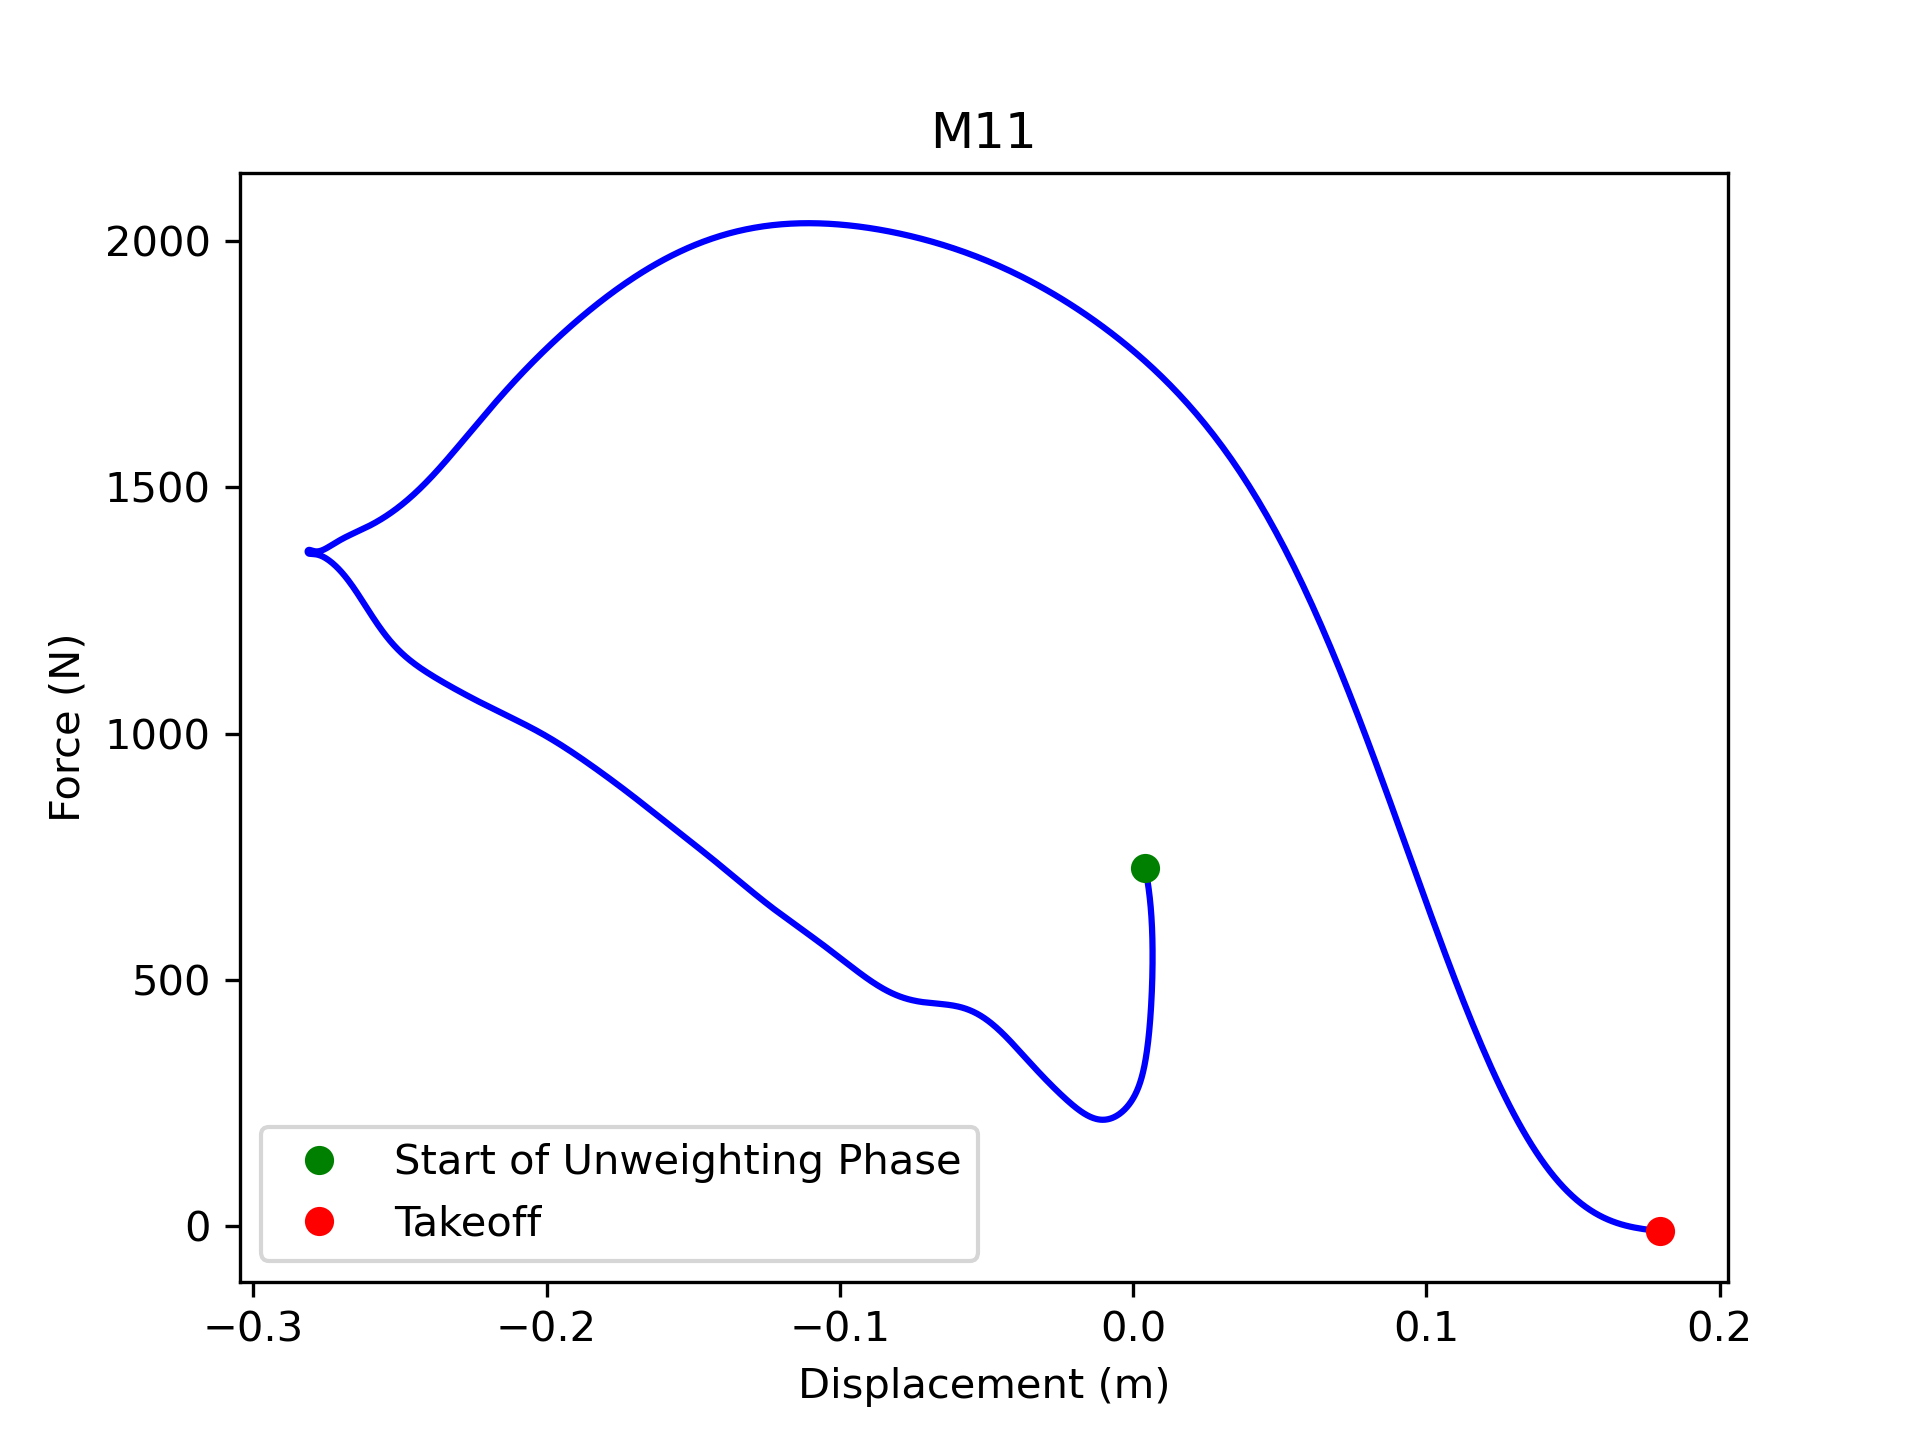 M11
2000
1500
1000
500
0
Force (N)
−0.3 −0.2 −0.1 0.0 0.1 0.2
Displacement (m)
Start of Unweighting Phase
Takeoff